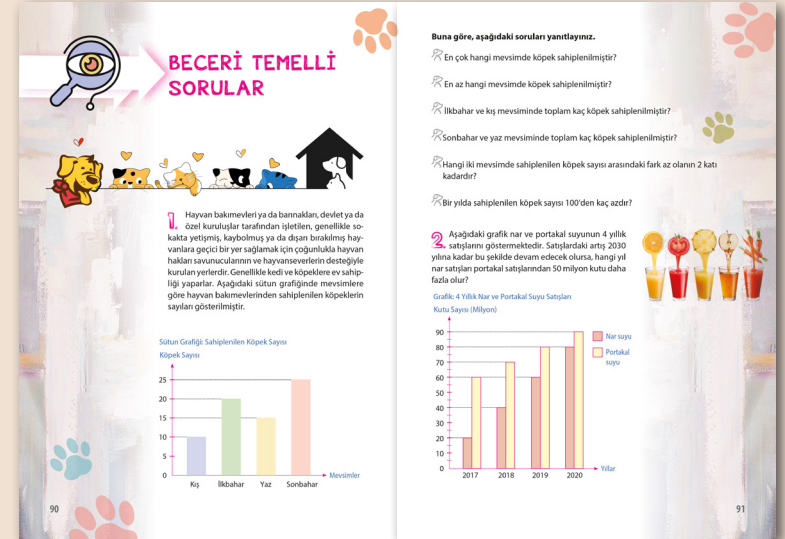 BECERİ TEMELLİ
SORULAR
1. Hayvan bakımevleri ya da barınakları, devlet ya da
özel kuruluşlar tarafından işletilen, genellikle so-
kakta yetişmiş, kaybolmuş ya da dışarı bırakılmış hay-
vanlara geçici bir yer sağlamak için çoğunlukla hayvan
hakları savunucularının ve hayvanseverlerin desteğiyle
kurulan yerlerdir. Genellikle kedi ve köpeklere ev sahip-
liği yaparlar. Aşağıdaki sütun grafiğinde mevsimlere
göre hayvan bakımevlerinden sahiplenilen köpeklerin
sayıları gösterilmiştir.
Sütun Grafiği: Sahiplenilen Köpek Sayısı
Köpek Sayısı
25
20
15
10
5
0
Kış İlkbahar Yaz Sonbahar
Mevsimler
90
Buna göre, aşağıdaki soruları yanıtlayınız.
En çok hangi mevsimde köpek sahiplenilmiştir?
En az hangi mevsimde köpek sahiplenilmiştir?
İlkbahar ve kış mevsiminde toplam kaç köpek sahiplenilmiştir?
Sonbahar ve yaz mevsiminde toplam kaç köpek sahiplenilmiştir?
Hangi iki mevsimde sahiplenilen köpek sayısı arasındaki fark az olanın 2 katı
kadardır?
Bir yılda sahiplenilen köpek sayısı 100'den kaç azdır?
2. Aşağıdaki grafik nar ve portakal suyunun 4 yıllık
satışlarını göstermektedir. Satışlardaki artış 2030
yılına kadar bu şekilde devam edecek olursa, hangi yıl
nar satışları portakal satışlarından 50 milyon kutu daha
fazla olur?
Grafik: 4 Yıllık Nar ve Portakal Suyu Satışları
Kutu Sayısı (Milyon)
90
80
70
60
50
40
30
20
10
0
2017 2018 2019 2020
Yıllar
Nar suyu
Portakal
suyu
91